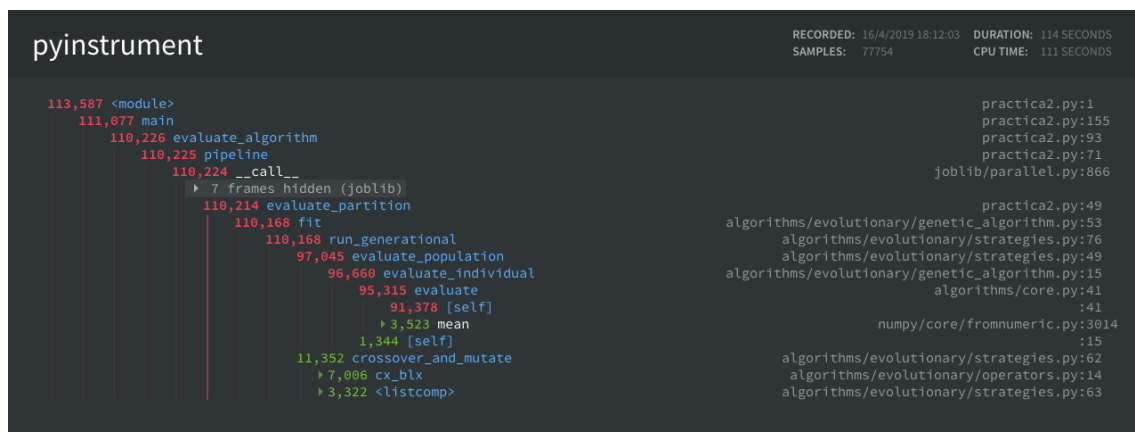 pyinstrument
RECORDED: 16/4/2019 18:12:03 DURATION: 114 SECONDS
SAMPLES: 77754 CPU TIME: 111 SECONDS
113,587 <module> practica2.py:1
111,077 main practica2.py:155
110,226 evaluate_algorithm practica2.py:93
110,225 pipeline practica2.py:71
110,224 __call__ joblib/parallel.py:866
7 frames hidden (joblib)
110,214 evaluate_partition practica2.py:49
110,168 fit algorithms/evolutionary/genetic_algorithm.py:53
110,168 run_generational algorithms/evolutionary/strategies.py:76
97,045 evaluate_population algorithms/evolutionary/strategies.py:49
96,660 evaluate_individual algorithms/evolutionary/genetic_algorithm.py:15
95,315 evaluate algorithms/core.py:41
91,378 [self] :41
3,523 mean numpy/core/fromnumeric.py:3014
1,344 [self] :15
11,352 crossover_and_mutate algorithms/evolutionary/strategies.py:62
7,006 cx_blx algorithms/evolutionary/operators.py:14
3,322 <listcomp> algorithms/evolutionary/strategies.py:63